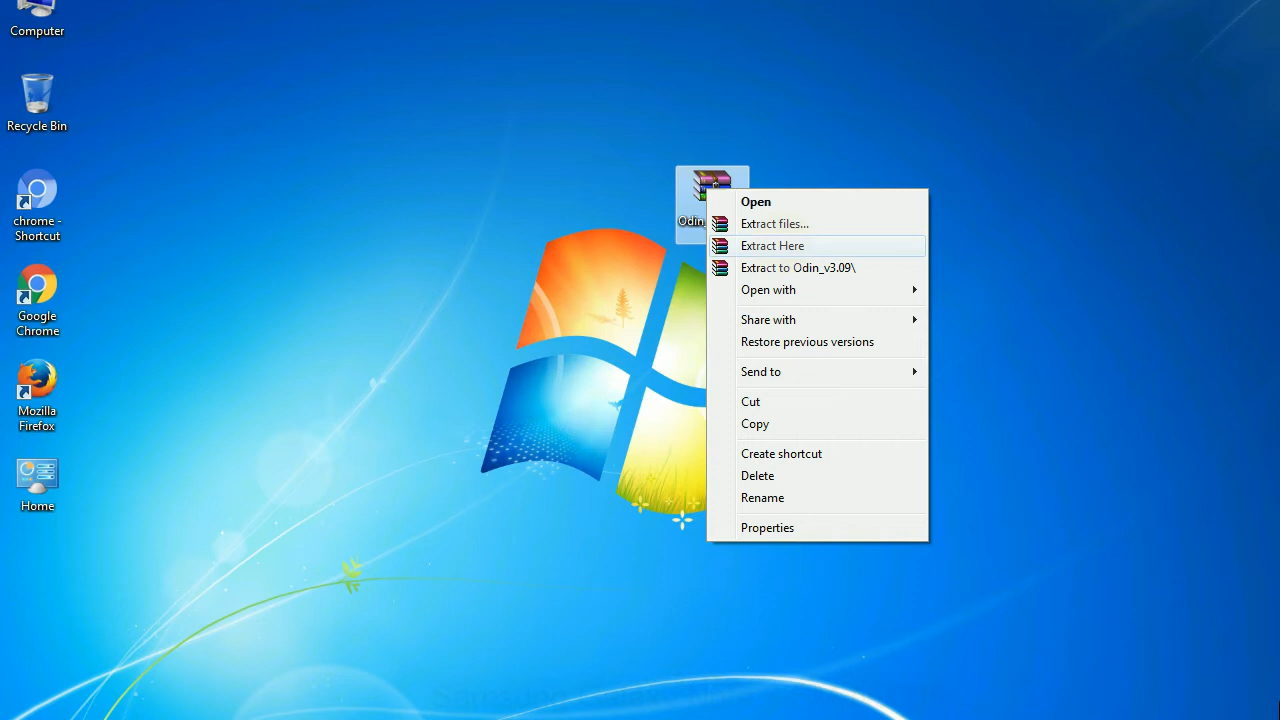 Computer
Recycle Bin
chrome -
Shortcut
Google
Chrome
Mozilla
Firefox
Home
Odin
Open
Extract files...
Extract Here
Extract to Odin_v3.09\
Open with
Share with
Restore previous versions
Send to
Cut
Copy
Create shortcut
Delete
Rename
Properties